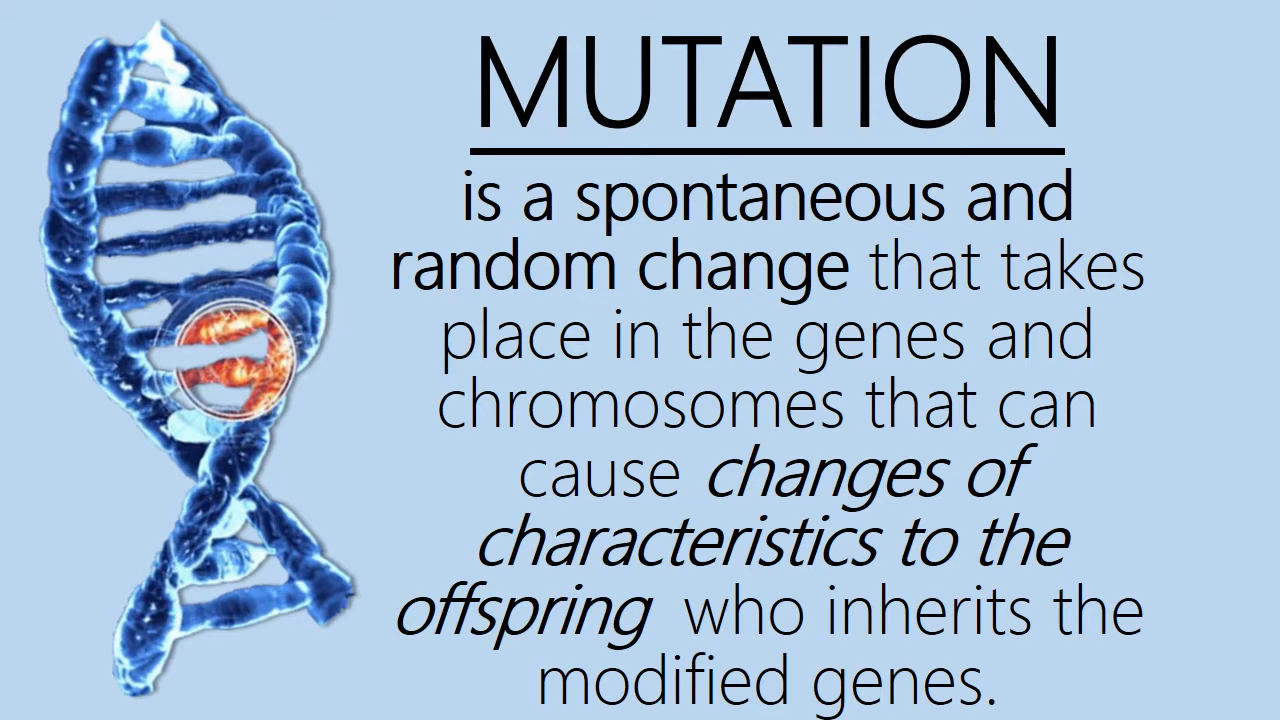 MUTATION
is a spontaneous and
random change that takes
place in the genes and
chromosomes that can
cause changes of
characteristics to the
offspring who inherits the
modified genes.